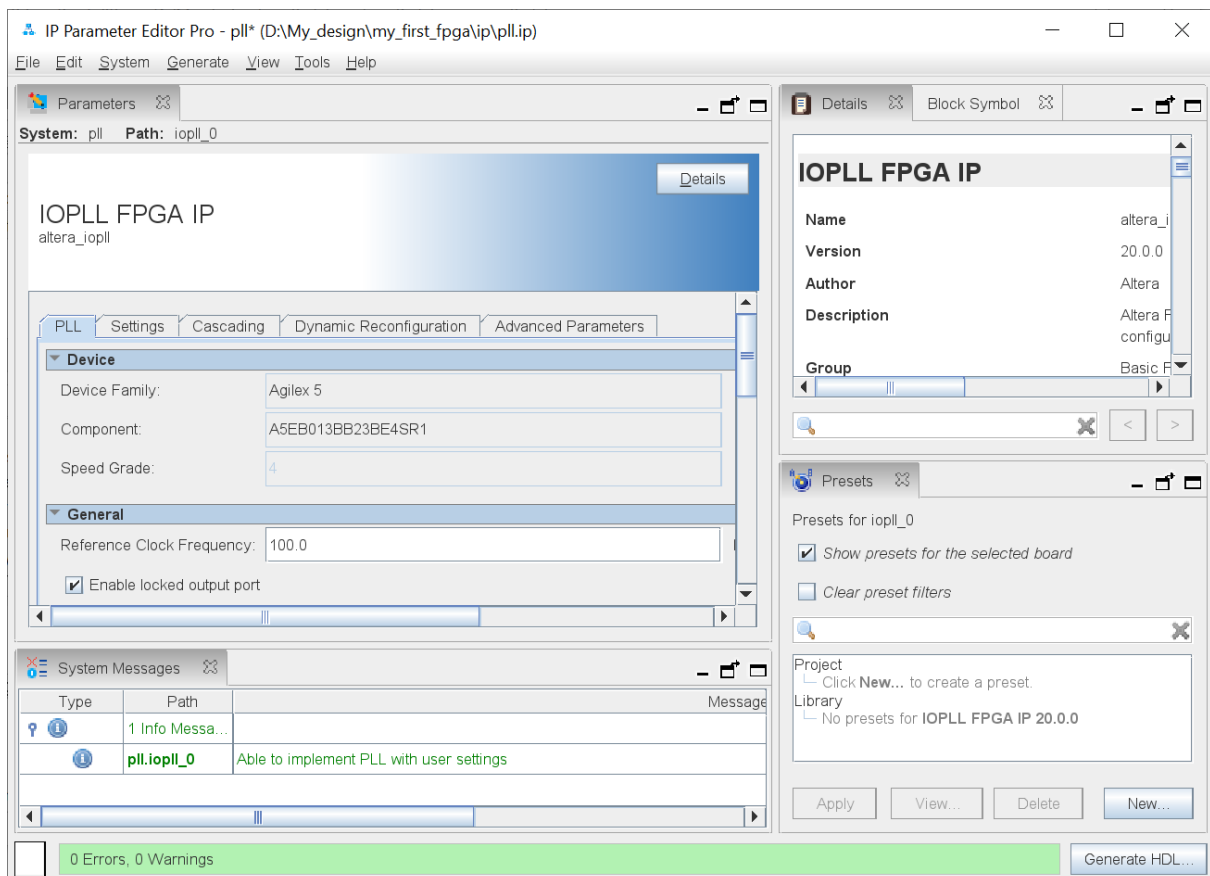 IP Parameter Editor Pro - pll* (D:\My_design\my_first_fpga\ip\pll.ip)
File Edit System Generate View Tools Help
Parameters
System: pll Path: iopll_0
Details
IOPLL FPGA IP
altera_iopll
PLL Settings Cascading Dynamic Reconfiguration Advanced Parameters
Device
Device Family: Agilex 5
Component: A5EB013BB23BE4SR1
Speed Grade: 4
General
Reference Clock Frequency: 100.0
Enable locked output port
System Messages
Type Path Message
1 Info Messa...
pll.iopll_0 Able to implement PLL with user settings
0 Errors, 0 Warnings
Details Block Symbol
IOPLL FPGA IP
Name altera_i
Version 20.0.0
Author Altera
Description Altera F
configu
Group Basic F
< >
Presets
Presets for iopll_0
Show presets for the selected board
Clear preset filters
Project
Click New... to create a preset.
Library
No presets for IOPLL FPGA IP 20.0.0
Apply View... Delete New...
Generate HDL...